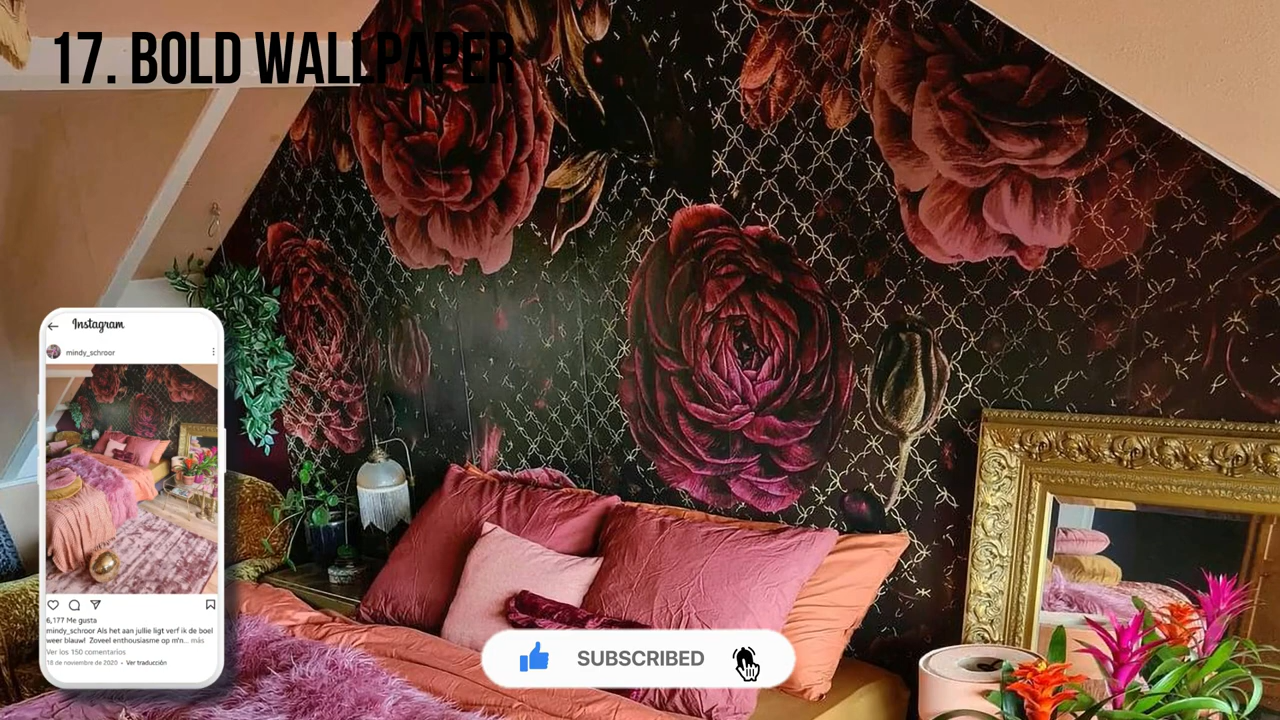 17. BOLD WALLPAPER
Instagram
mindy_schroor
6,177 Me gusta
mindy_schroor Als het aan jullie ligt verf ik de boel
weer blauw! Zoveel enthousiasme op m'n... más
Ver los 150 comentarios
18 de noviembre de 2020 • Ver traducción
SUBSCRIBED